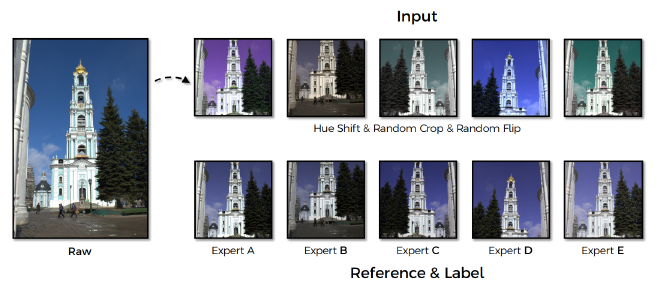 Input
Hue Shift & Random Crop & Random Flip
Raw
Expert A
Expert B
Expert C
Expert D
Expert E
Reference & Label